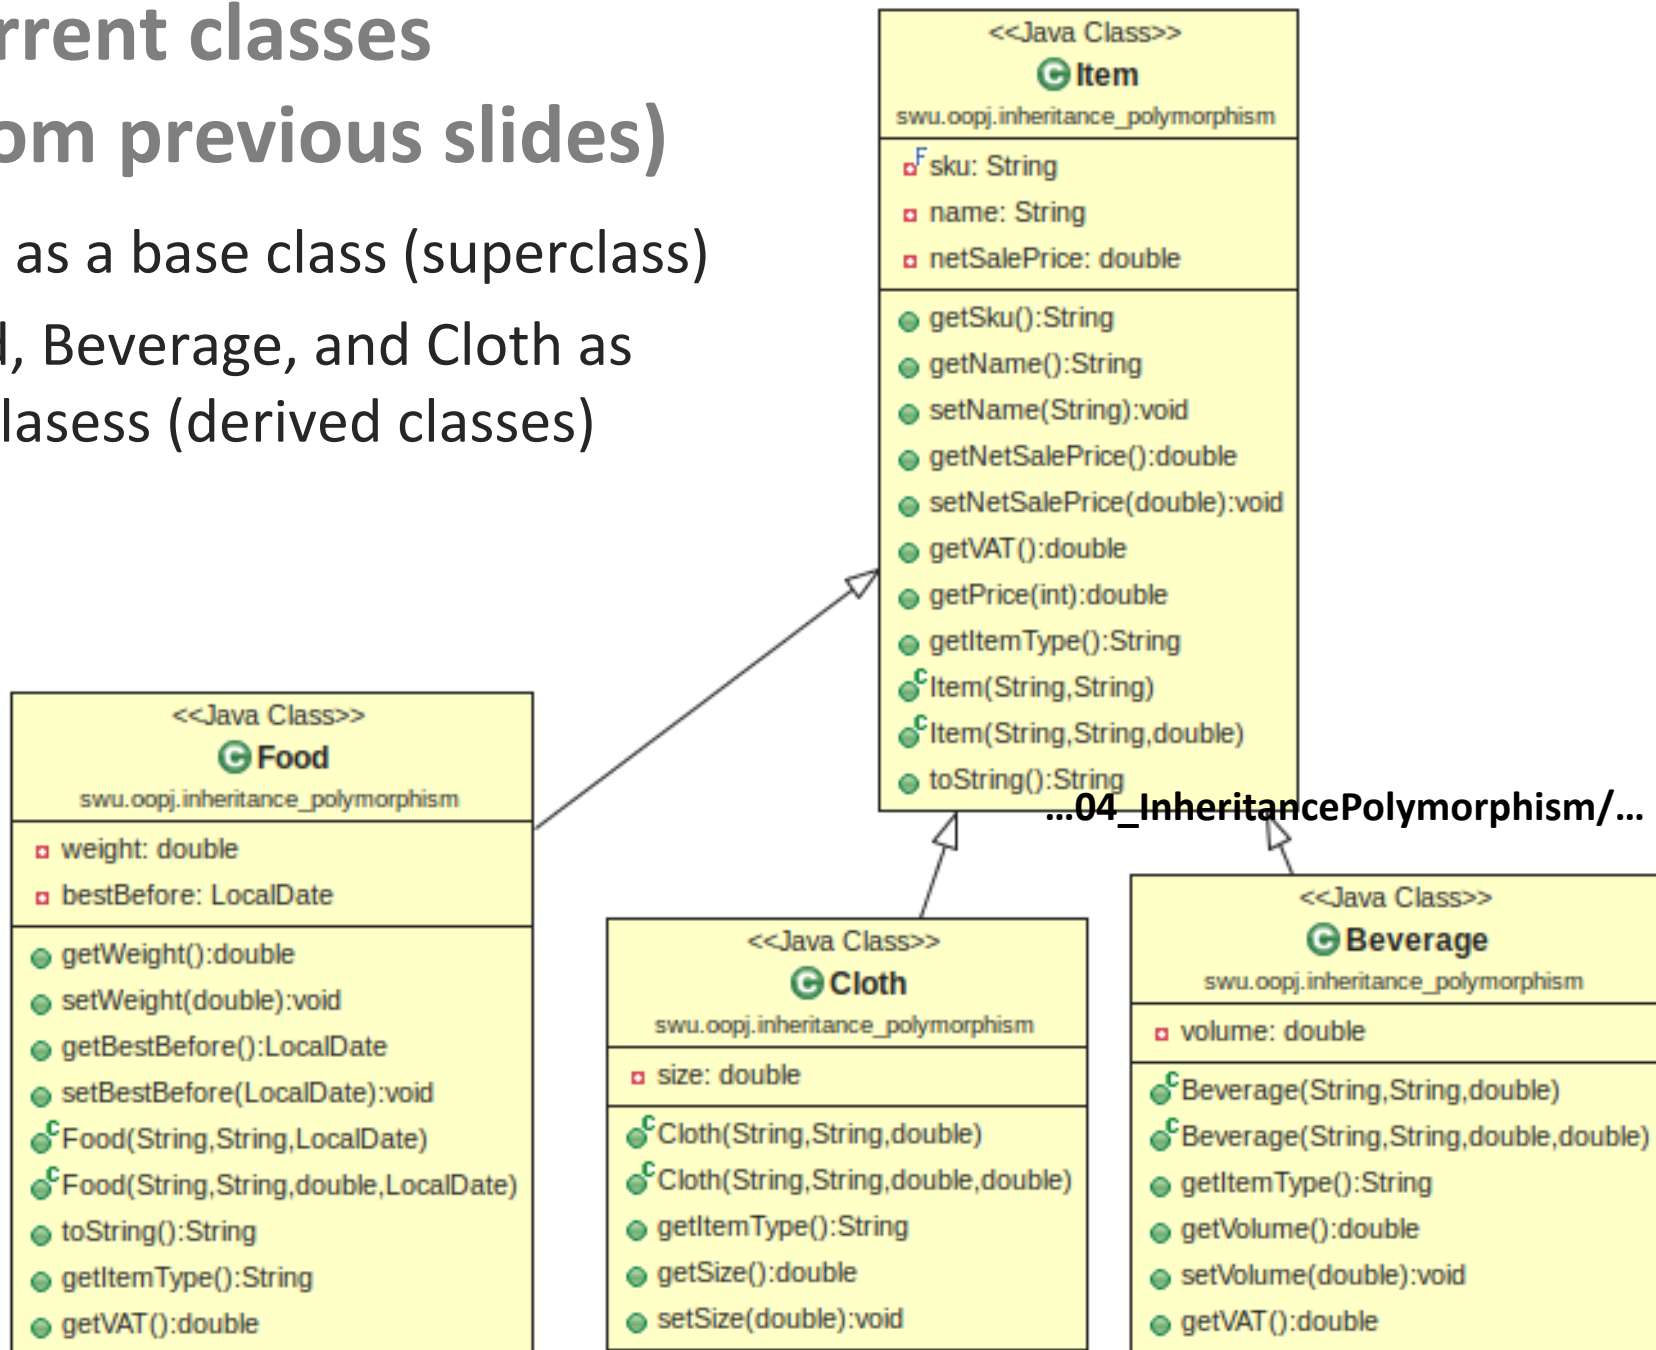 rrent classes
om previous slides)
as a base class (superclass)
d, Beverage, and Cloth as
lasess (derived classes)
<<Java Class>>
C Item
swu.oopj.inheritance_polymorphism
F sku: String
name: String
netSalePrice: double
getSku():String
getName():String
setName(String):void
getNetSalePrice():double
setNetSalePrice(double):void
getVAT():double
getPrice(int):double
getItemType():String
C Item(String,String)
C Item(String,String,double)
toString():String
...04_InheritancePolymorphism/...
<<Java Class>>
C Food
swu.oopj.inheritance_polymorphism
weight: double
bestBefore: LocalDate
getWeight():double
setWeight(double):void
getBestBefore():LocalDate
setBestBefore(LocalDate):void
C Food(String,String,LocalDate)
C Food(String,String,double,LocalDate)
toString():String
getItemType():String
getVAT():double
<<Java Class>>
C Cloth
swu.oopj.inheritance_polymorphism
size: double
C Cloth(String,String,double)
C Cloth(String,String,double,double)
getItemType():String
getSize():double
setSize(double):void
<<Java Class>>
C Beverage
swu.oopj.inheritance_polymorphism
volume: double
C Beverage(String,String,double)
C Beverage(String,String,double,double)
getItemType():String
getVolume():double
setVolume(double):void
getVAT():double